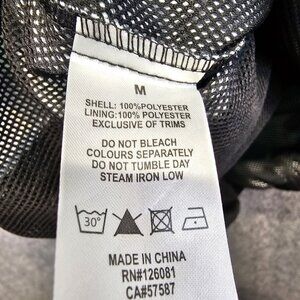 M
SHELL: 100%POLYESTER
LINING: 100% POLYESTER
EXCLUSIVE OF TRIMS
DO NOT BLEACH
COLOURS SEPARATELY
DO NOT TUMBLE DAY
STEAM IRON LOW
30°
MADE IN CHINA
RN#126081
CA#57587